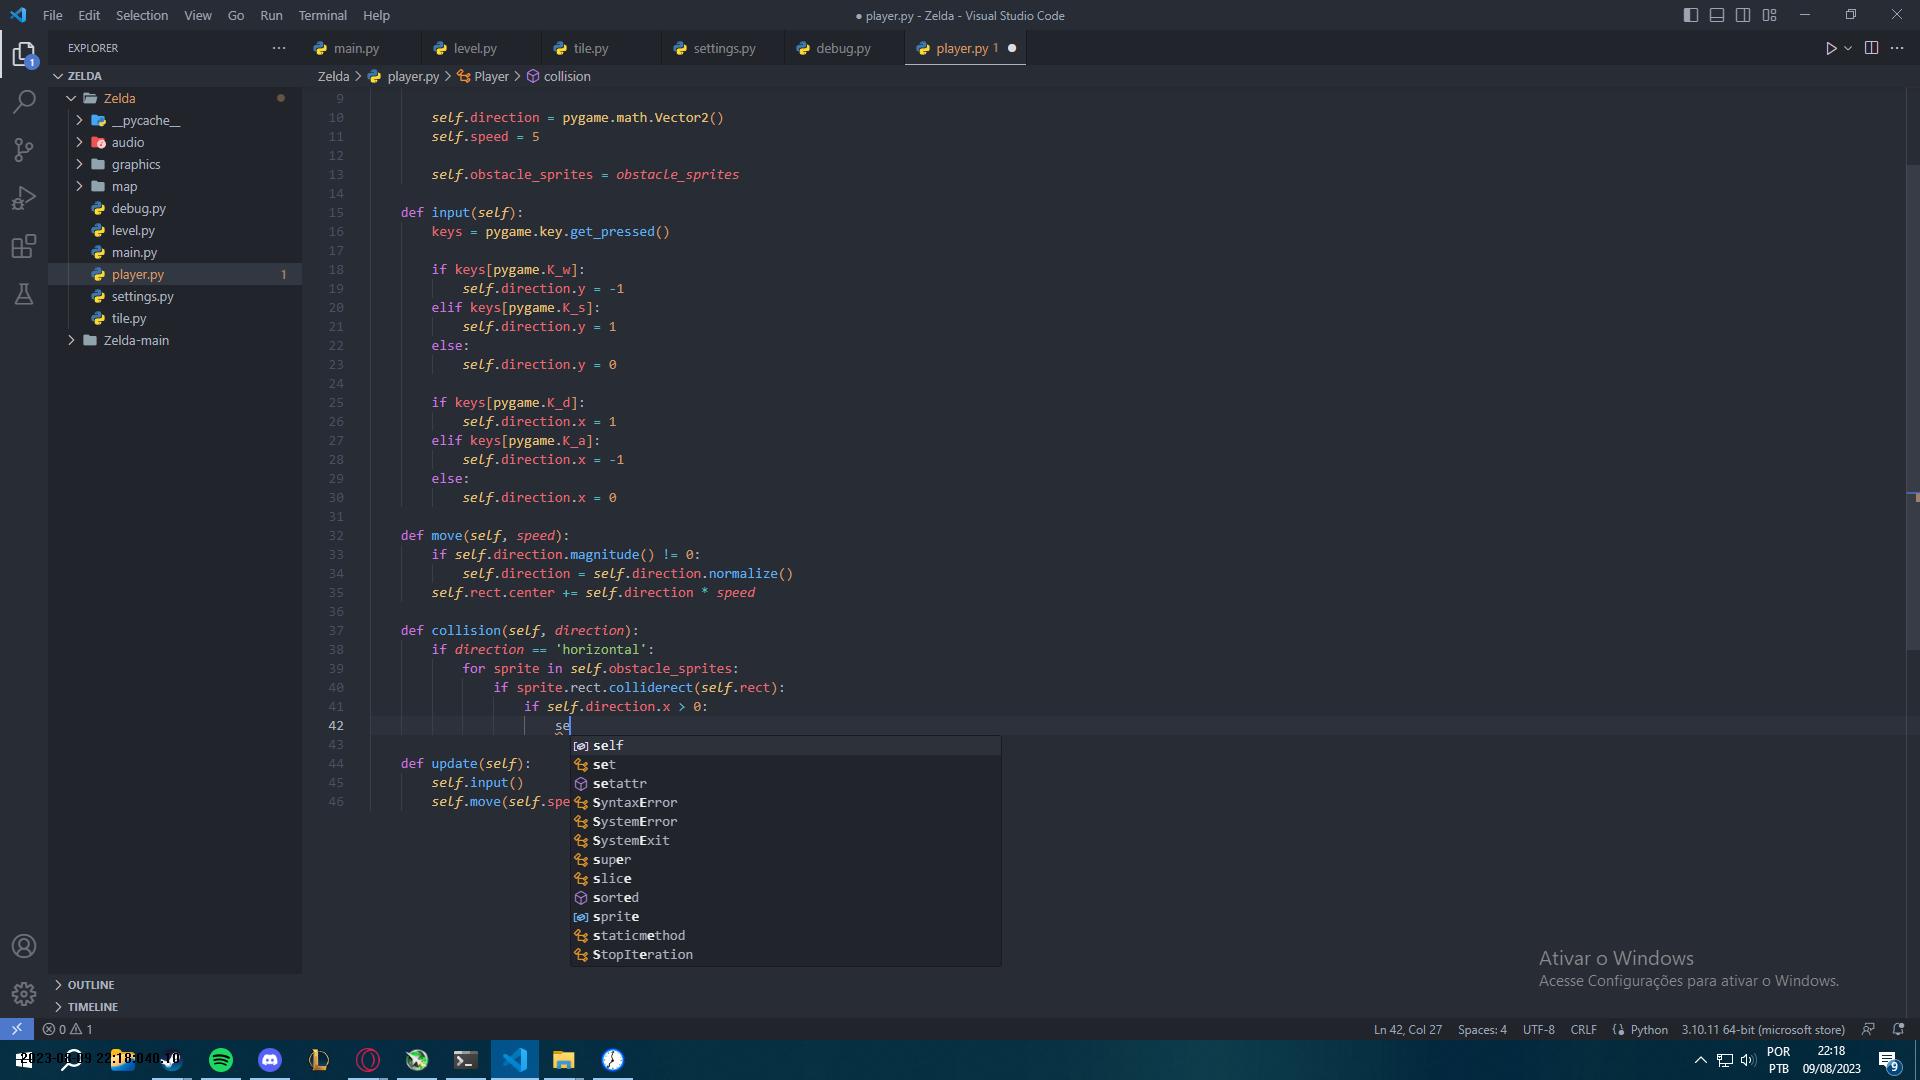 File Edit Selection View Go Run Terminal Help
● player.py - Zelda - Visual Studio Code
EXPLORER
main.py level.py tile.py settings.py debug.py player.py 1
ZELDA
Zelda > player.py > Player > collision
Zelda
__pycache__
audio
graphics
map
debug.py
level.py
main.py
player.py 1
settings.py
tile.py
Zelda-main
OUTLINE
TIMELINE
9
10 self.direction = pygame.math.Vector2()
11 self.speed = 5
12
13 self.obstacle_sprites = obstacle_sprites
14
15 def input(self):
16 keys = pygame.key.get_pressed()
17
18 if keys[pygame.K_w]:
19 self.direction.y = -1
20 elif keys[pygame.K_s]:
21 self.direction.y = 1
22 else:
23 self.direction.y = 0
24
25 if keys[pygame.K_d]:
26 self.direction.x = 1
27 elif keys[pygame.K_a]:
28 self.direction.x = -1
29 else:
30 self.direction.x = 0
31
32 def move(self, speed):
33 if self.direction.magnitude() != 0:
34 self.direction = self.direction.normalize()
35 self.rect.center += self.direction * speed
36
37 def collision(self, direction):
38 if direction == 'horizontal':
39 for sprite in self.obstacle_sprites:
40 if sprite.rect.colliderect(self.rect):
41 if self.direction.x > 0:
42 se
43
44 def update(self):
45 self.input()
46 self.move(self.spe
self
set
setattr
SyntaxError
SystemError
SystemExit
super
slice
sorted
sprite
staticmethod
StopIteration
Ativar o Windows
Acesse Configurações para ativar o Windows.
0 1
Ln 42, Col 27 Spaces: 4 UTF-8 CRLF Python 3.10.11 64-bit (microsoft store)
POR
PTB
22:18
09/08/2023
9